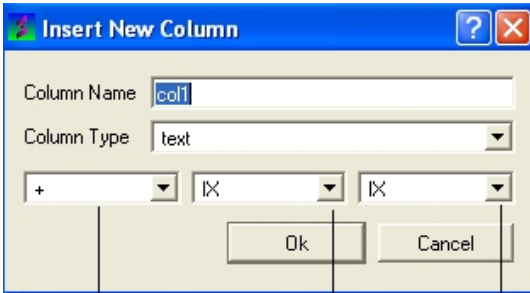 Insert New Column
Column Name col1
Column Type text
+ IX IX
Ok Cancel